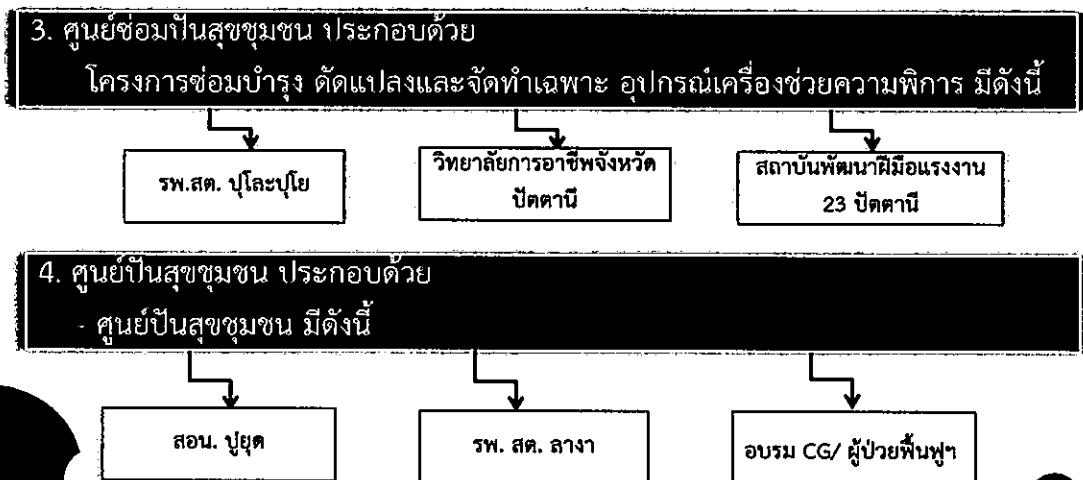 3. ศูนย์ซ่อมปันสุขชุมชน ประกอบด้วย
โครงการซ่อมบำรุง ดัดแปลงและจัดทำเฉพาะ อุปกรณ์เครื่องช่วยความพิการ มีดังนี้
รพ.สต. ปุโละปุโย
วิทยาลัยการอาชีพจังหวัด
ปัตตานี
สถาบันพัฒนาฝีมือแรงงาน
23 ปัตตานี
4. ศูนย์ปันสุขชุมชน ประกอบด้วย
- ศูนย์ปันสุขชุมชน มีดังนี้
สอน. ปูยุด
รพ. สต. ลางา
อบรม CG/ ผู้ป่วยฟื้นฟูฯ